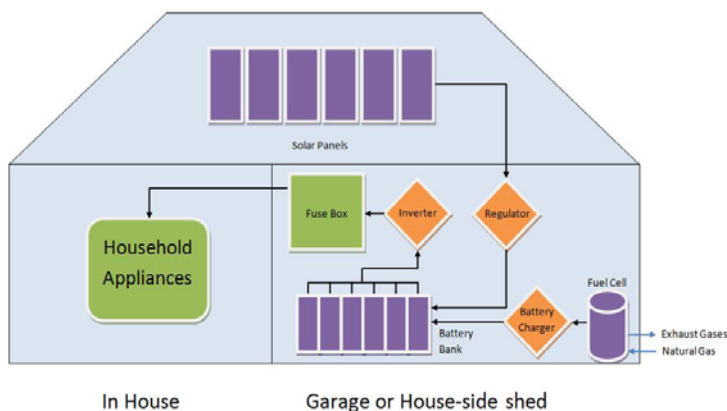 Solar Panels
Fuse Box
Inverter
Regulator
Household
Appliances
Fuel Cell
Battery
Charger
Battery
Bank
Exhaust Gases
Natural Gas
In House
Garage or House-side shed